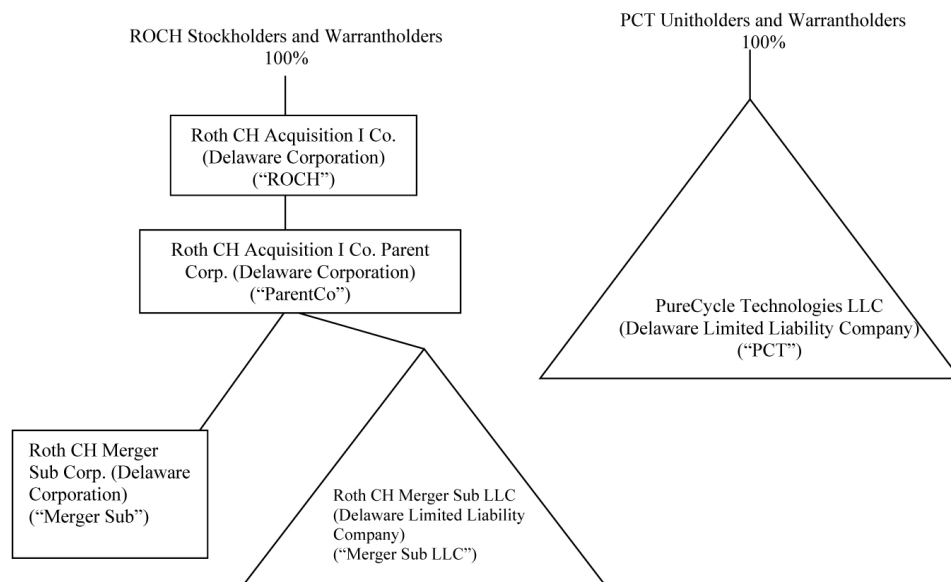 ROCH Stockholders and Warrantholders
100%
PCT Unitholders and Warrantholders
100%
Roth CH Acquisition I Co.
(Delaware Corporation)
(“ROCH”)
Roth CH Acquisition I Co. Parent
Corp. (Delaware Corporation)
(“ParentCo”)
PureCycle Technologies LLC
(Delaware Limited Liability Company)
(“PCT”)
Roth CH Merger
Sub Corp. (Delaware
Corporation)
(“Merger Sub”)
Roth CH Merger Sub LLC
(Delaware Limited Liability
Company)
(“Merger Sub LLC”)